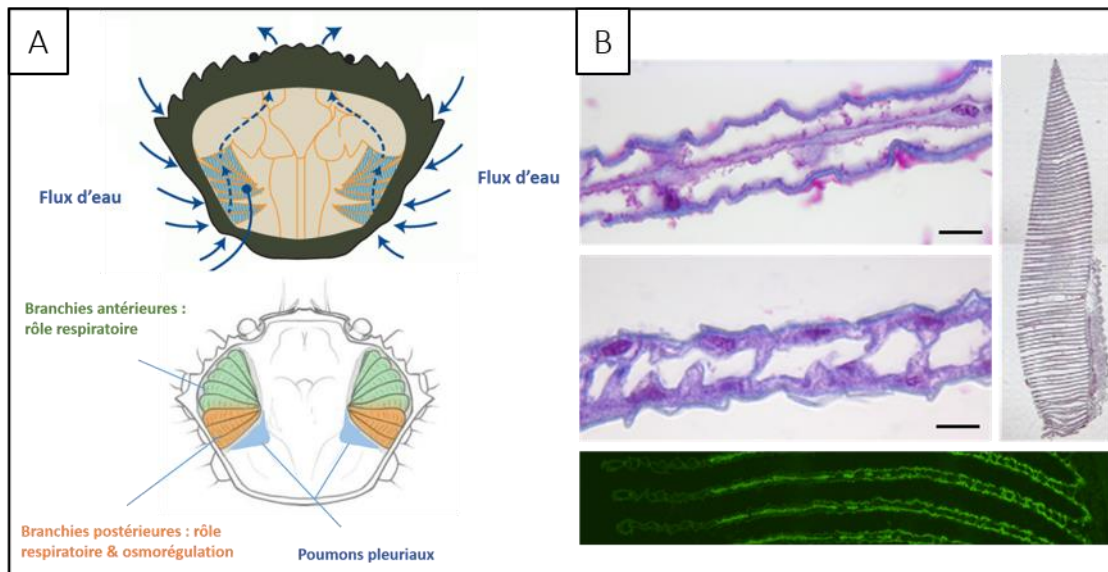 A
B
Flux d'eau
Flux d'eau
Branchies antérieures :
rôle respiratoire
Branchies postérieures : rôle
respiratoire & osmorégulation
Poumons pleuriaux